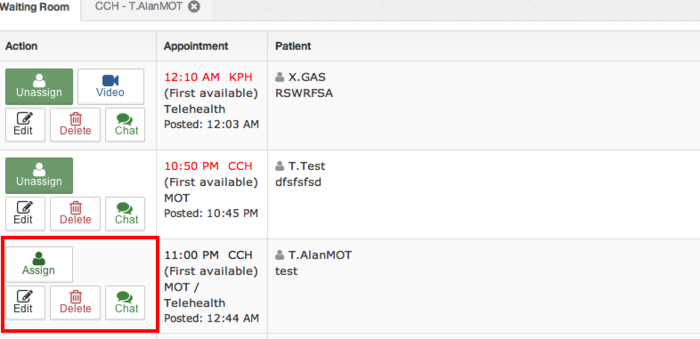 Waiting Room CCH - T.AlanMOT
Action Appointment Patient
Unassign Video
Edit Delete Chat
12:10 AM KPH
(First available)
Telehealth
Posted: 12:03 AM
X.GAS
RSWRFSA
Unassign
Edit Delete Chat
10:50 PM CCH
(First available)
MOT
Posted: 10:45 PM
T.Test
dfsfsfsd
Assign
Edit Delete Chat
11:00 PM CCH
(First available)
MOT /
Telehealth
Posted: 12:44 AM
T.AlanMOT
test